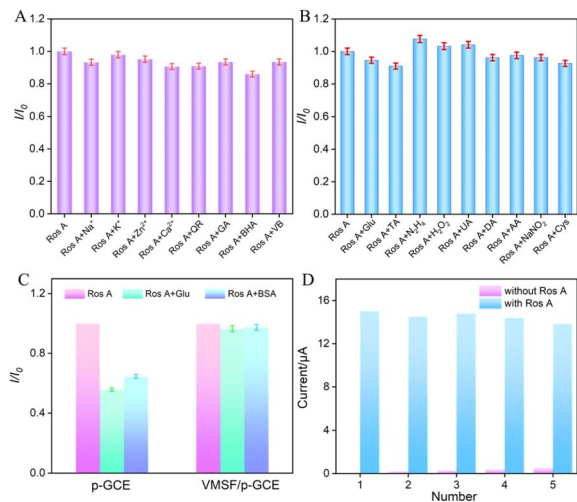 A
I/I₀
1.2
1.0
0.8
0.6
0.4
0.2
0.0
Ros A
Ros A+Na⁺
Ros A+K⁺
Ros A+Zn²⁺
Ros A+Ca²⁺
Ros A+QR
Ros A+GA
Ros A+BHA
Ros A+VB
B
I/I₀
1.2
1.0
0.8
0.6
0.4
0.2
0.0
Ros A
Ros A+Glu
Ros A+TA
Ros A+N₂H₄
Ros A+H₂O₂
Ros A+UA
Ros A+DA
Ros A+AA
Ros A+NaNO₂
Ros A+Cys
C
I/I₀
1.2
0.8
0.4
0.0
Ros A
Ros A+Glu
Ros A+BSA
p-GCE
VMSF/p-GCE
D
Current/μA
16
12
8
4
0
without Ros A
with Ros A
1 2 3 4 5
Number